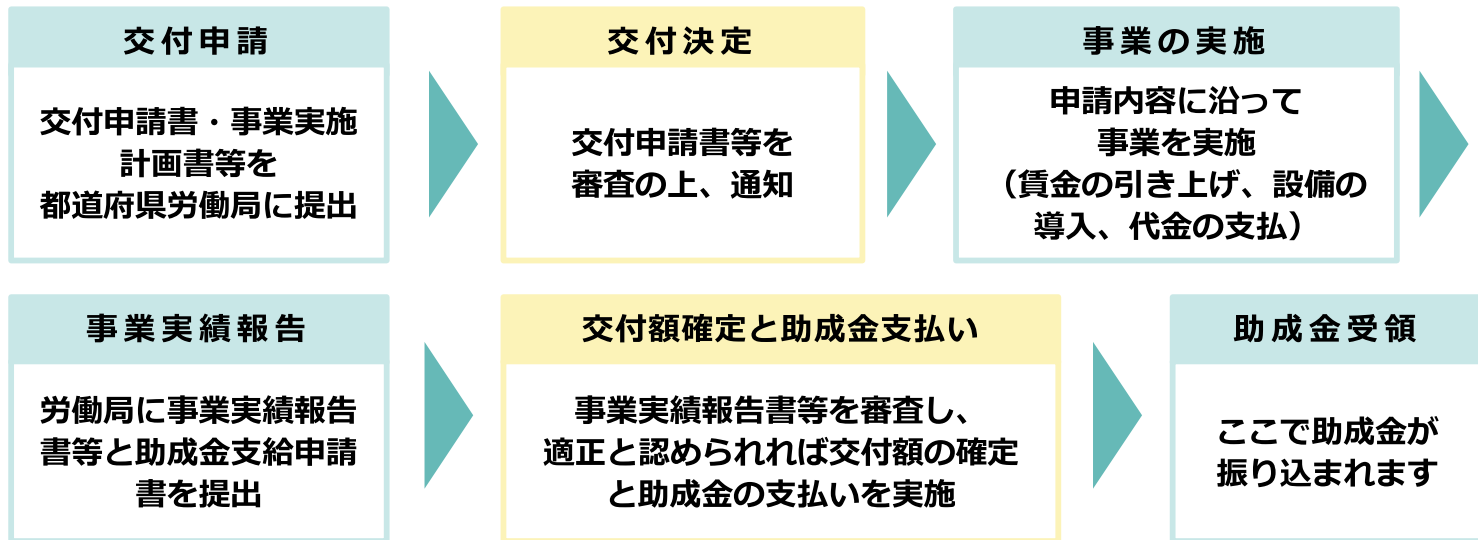 交付申請
交付申請書・事業実施
計画書等を
都道府県労働局に提出
交付決定
交付申請書等を
審査の上、通知
事業の実施
申請内容に沿って
事業を実施
（賃金の引き上げ、設備の
導入、代金の支払）
事業実績報告
労働局に事業実績報告
書等と助成金支給申請
書を提出
交付額確定と助成金支払い
事業実績報告書等を審査し、
適正と認められれば交付額の確定
と助成金の支払いを実施
助成金受領
ここで助成金が
振り込まれます